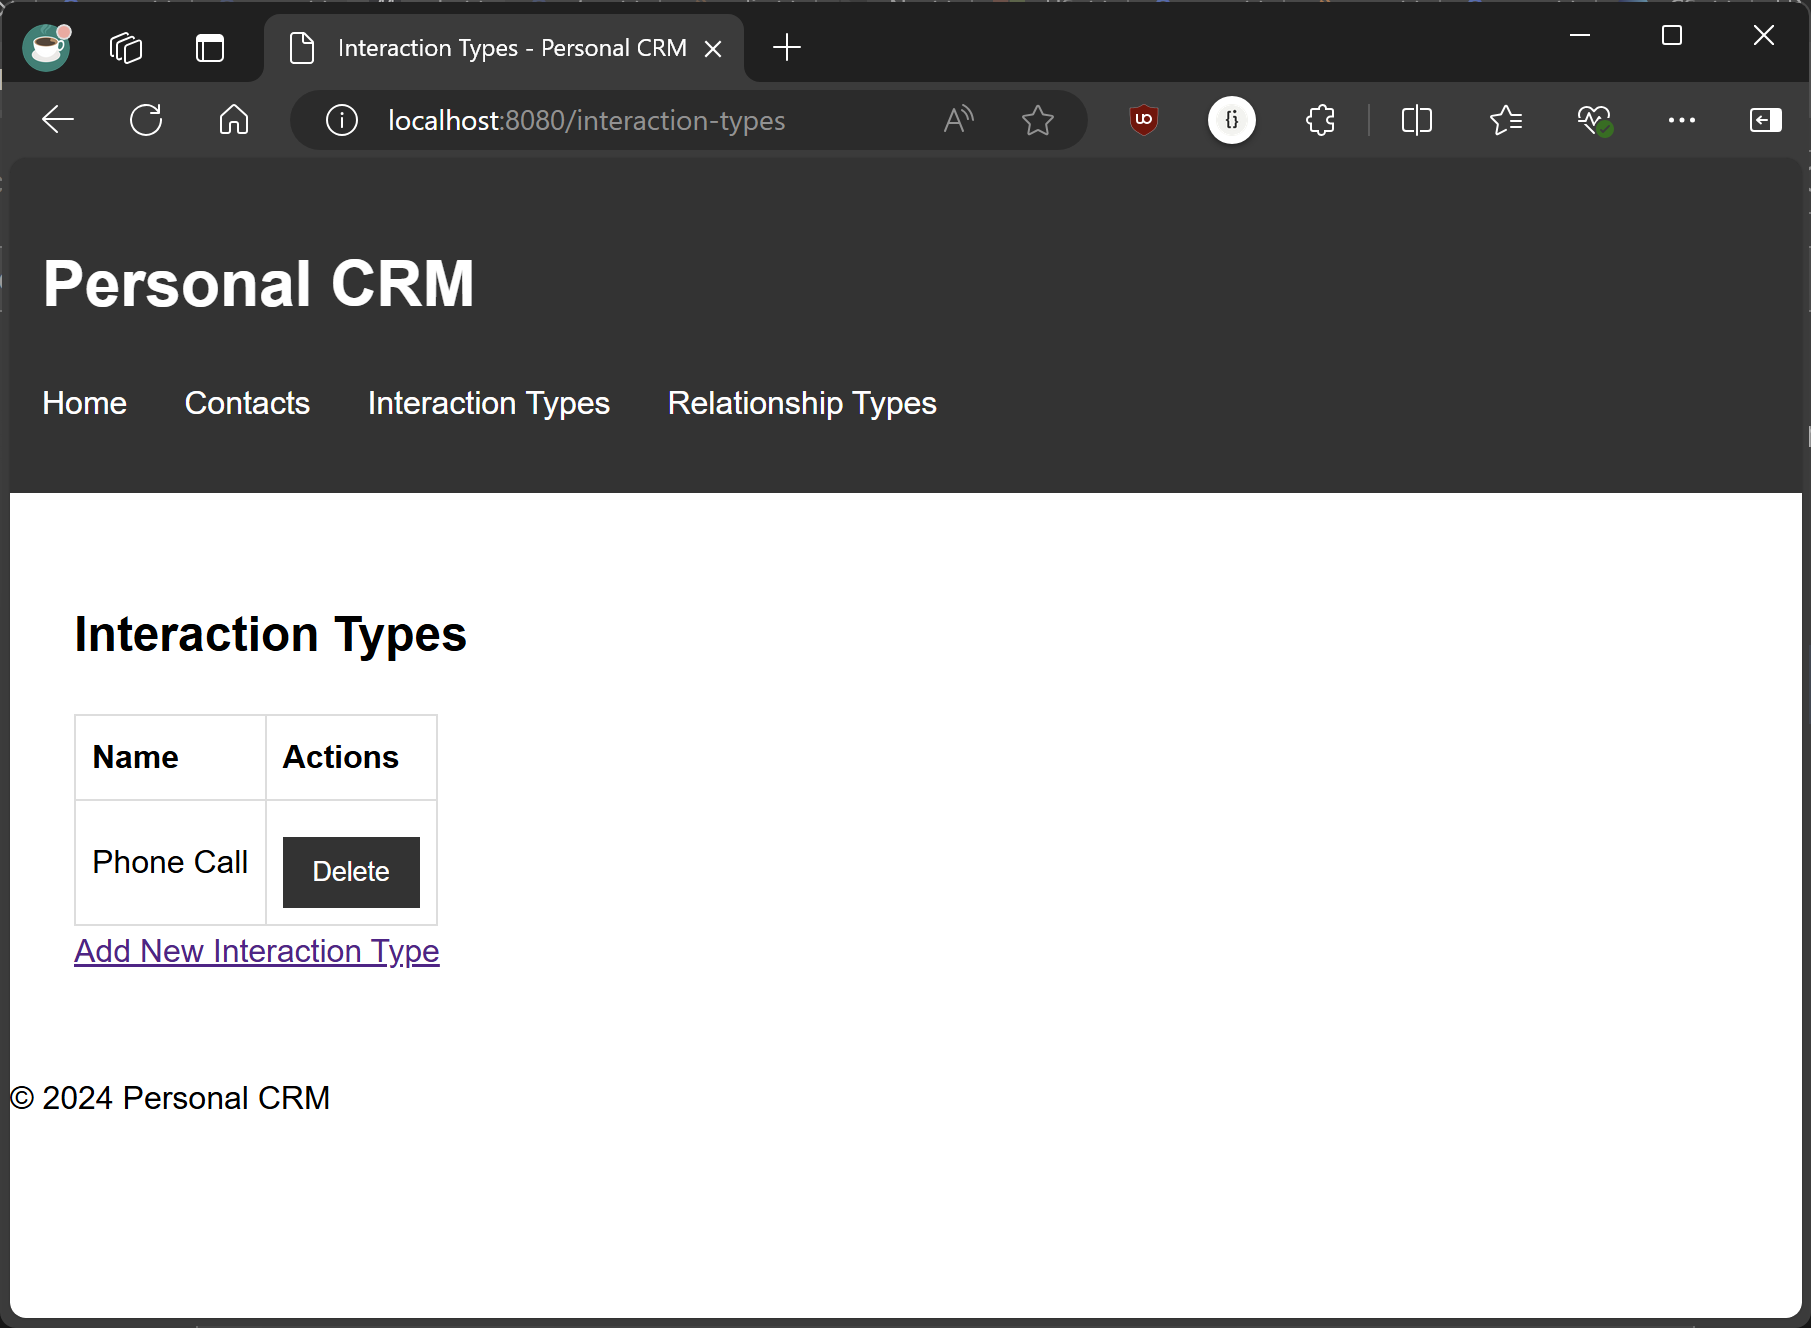 Interaction Types - Personal CRM
localhost:8080/interaction-types
Personal CRM
Home Contacts Interaction Types Relationship Types
Interaction Types
Name Actions
Phone Call Delete
Add New Interaction Type
© 2024 Personal CRM